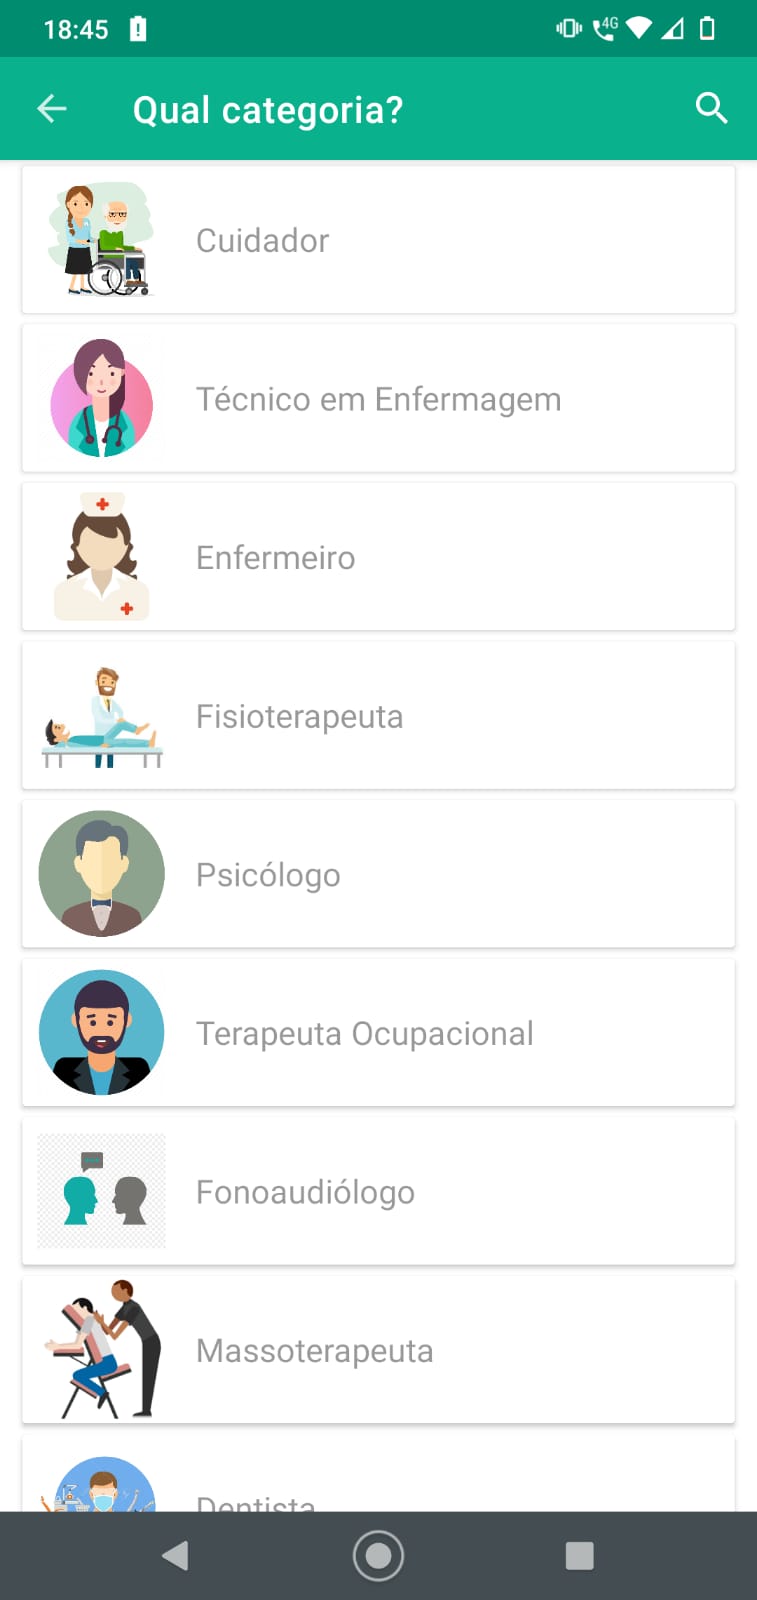 18:45
4G
Qual categoria?
Cuidador
Técnico em Enfermagem
Enfermeiro
Fisioterapeuta
Psicólogo
Terapeuta Ocupacional
Fonoaudiólogo
Massoterapeuta
Dentista